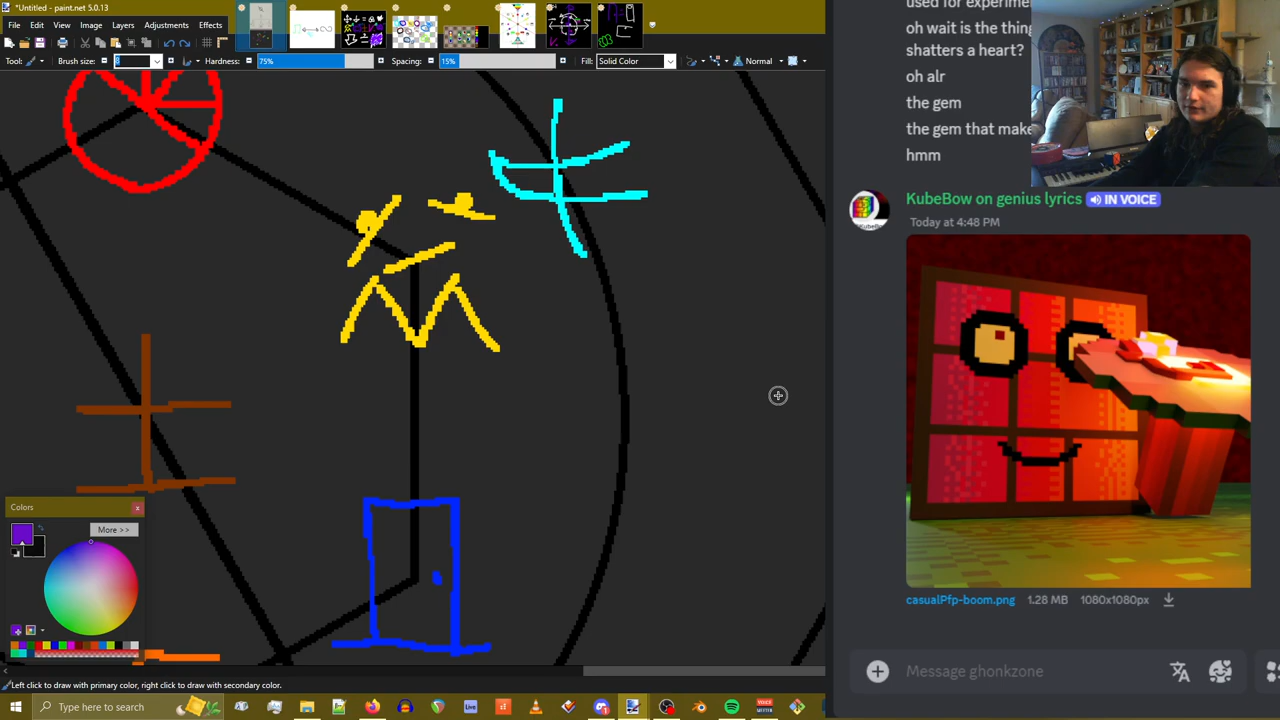 *Untitled - paint.net 5.0.13
File Edit View Image Layers Adjustments Effects
Tool: Brush size: Hardness: 75% Spacing: 15% Fill: Solid Color Normal
Colors
More >>
Left click to draw with primary color, right click to draw with secondary color.
Type here to search
Live
used for experime
oh wait is the thing
shatters a heart?
oh alr
the gem
the gem that make
hmm
KubeBow on genius lyrics IN VOICE
Today at 4:48 PM
casualPfp-boom.png 1.28 MB 1080x1080px
Message ghonkzone